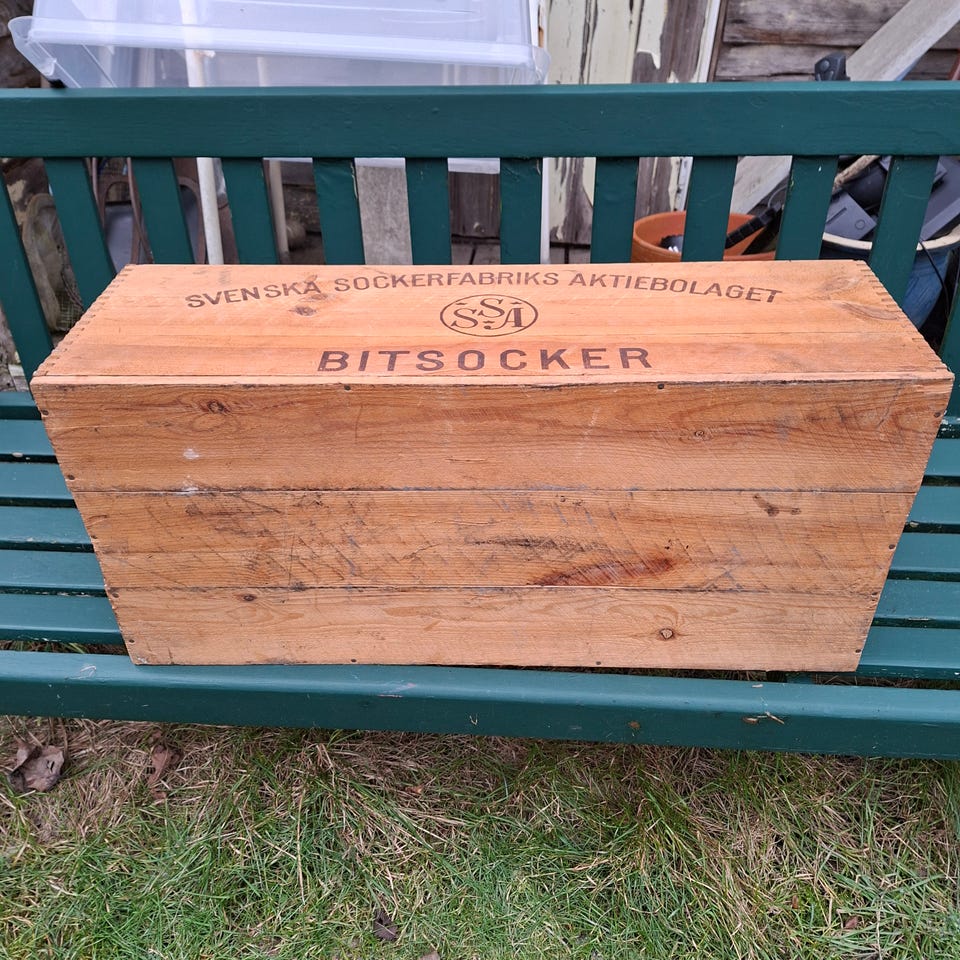 SVENSKA SOCKERFABRIKS AKTIEBOLAGET
SSA
BITSOCKER